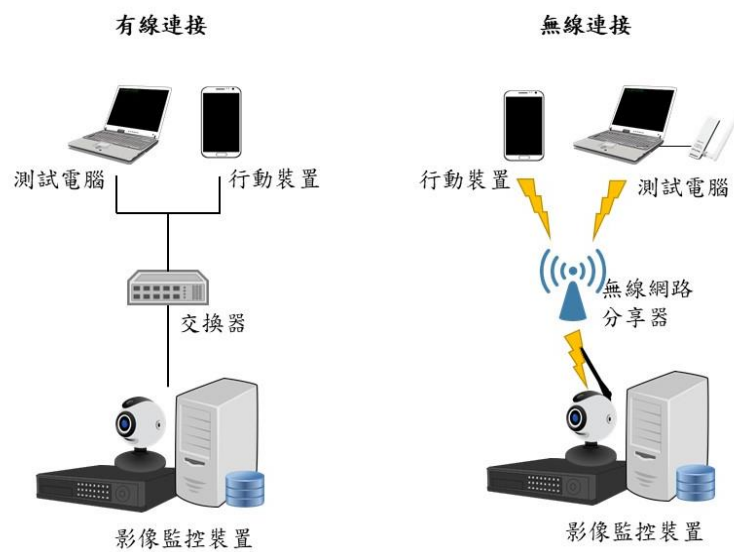 有線連接
無線連接
測試電腦
行動裝置
行動裝置
測試電腦
交換器
無線網路
分享器
影像監控裝置
影像監控裝置